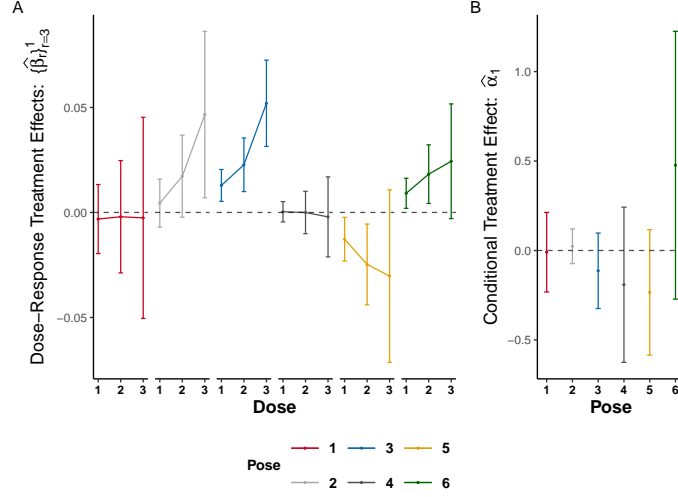 A
B
Dose−Response Treatment Effects: {β̂r}¹r=3
0.05
0.00
−0.05
1 2 3 1 2 3 1 2 3 1 2 3 1 2 3 1 2 3
Dose
Conditional Treatment Effect: α̂1
1.0
0.5
0.0
−0.5
1 2 3 4 5 6
Pose
Pose
1 3 5
2 4 6